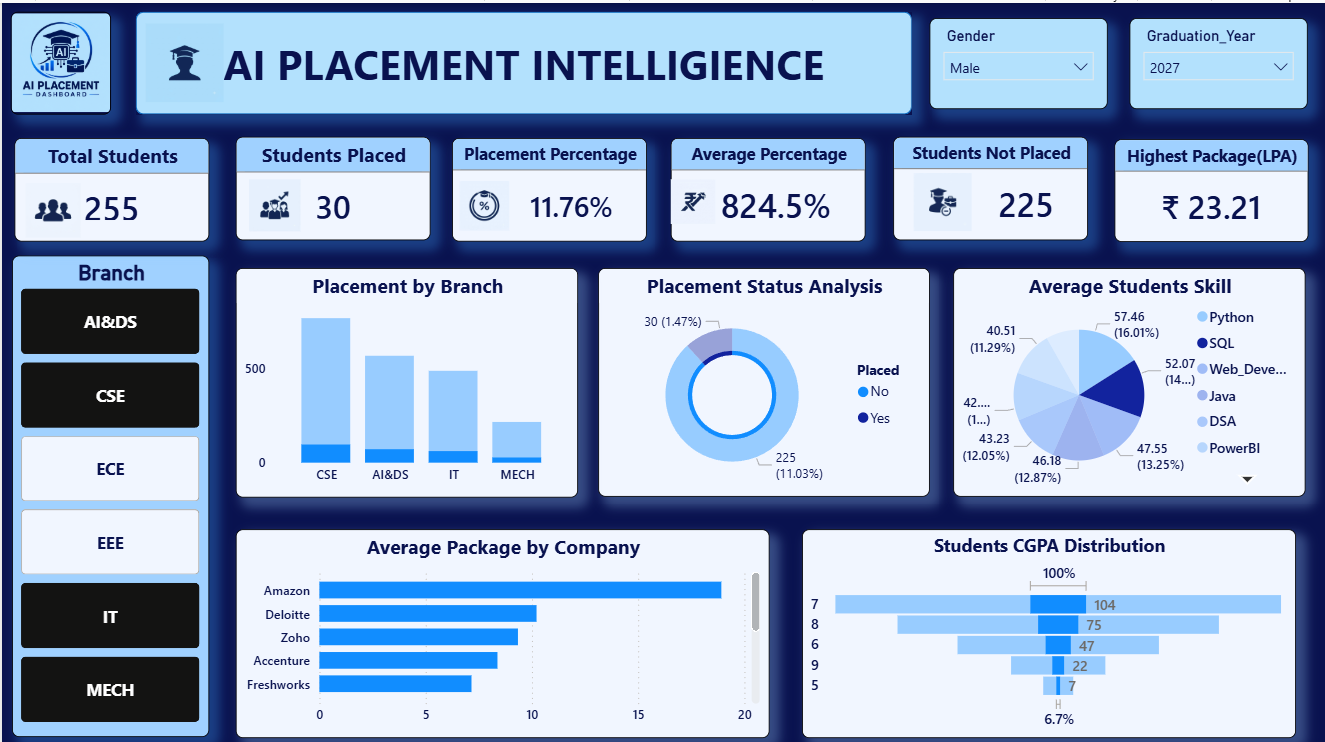 AI PLACEMENT
DASHBOARD
AI
AI PLACEMENT INTELLIGIENCE
Gender
Male
Graduation_Year
2027
Total Students
255
Students Placed
30
Placement Percentage
%
11.76%
Average Percentage
₹
824.5%
Students Not Placed
225
Highest Package(LPA)
₹ 23.21
Branch
AI&DS
CSE
ECE
EEE
IT
MECH
Placement by Branch
500
0
CSE AI&DS IT MECH
Placement Status Analysis
30 (1.47%)
225
(11.03%)
Placed
No
Yes
Average Students Skill
57.46
(16.01%)
52.07
(14...)
47.55
(13.25%)
46.18
(12.87%)
43.23
(12.05%)
42....
(1...)
40.51
(11.29%)
Python
SQL
Web_Deve...
Java
DSA
PowerBI
Average Package by Company
Amazon
Deloitte
Zoho
Accenture
Freshworks
0 5 10 15 20
Students CGPA Distribution
100%
7 104
8 75
6 47
9 22
5 7
6.7%